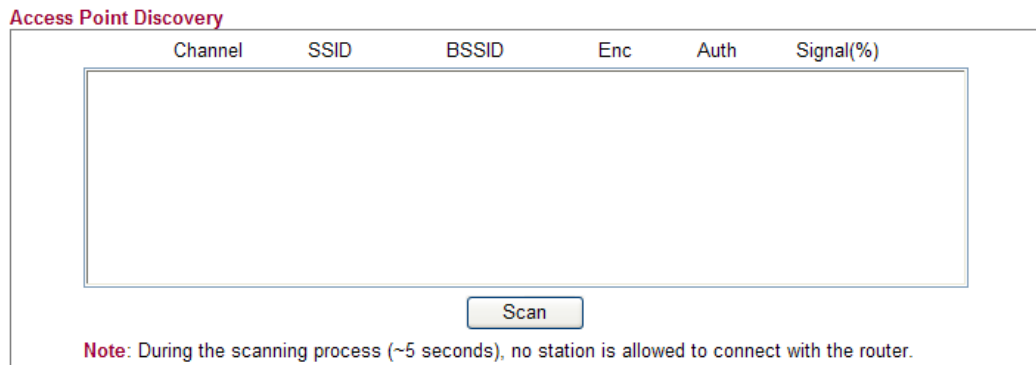 Access Point Discovery
Channel SSID BSSID Enc Auth Signal(%)
Scan
Note: During the scanning process (~5 seconds), no station is allowed to connect with the router.